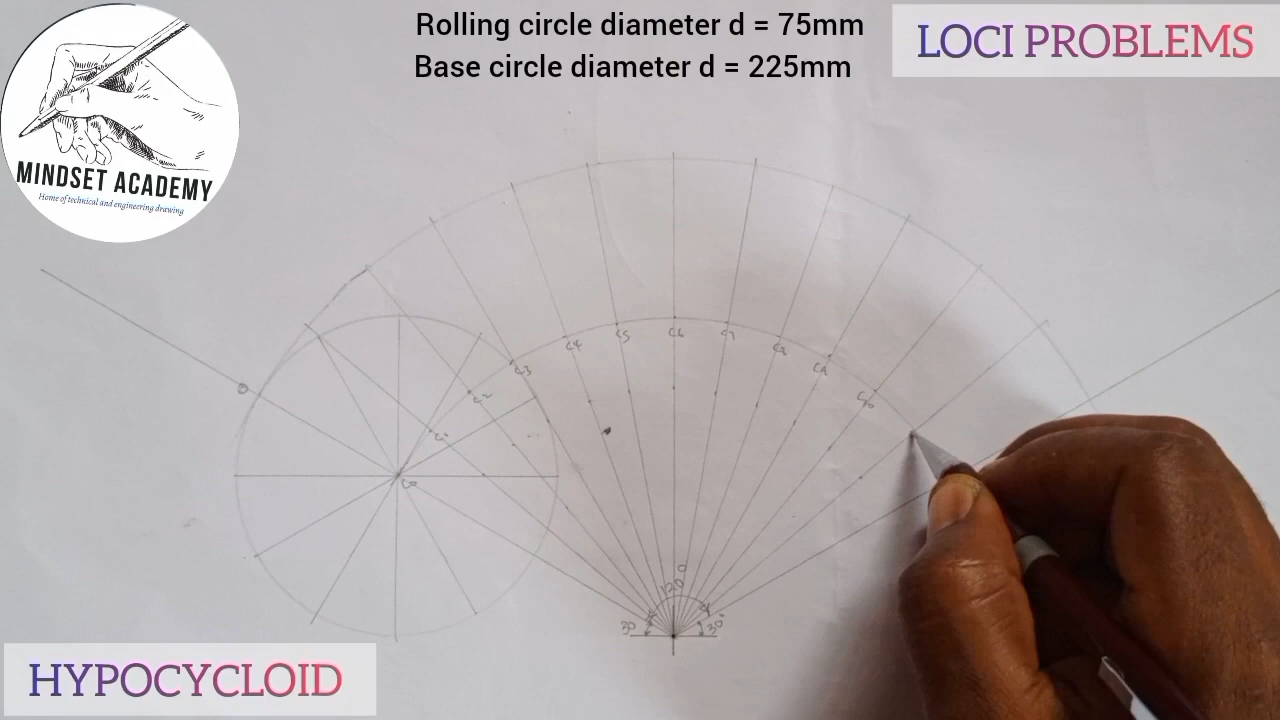 Rolling circle diameter d = 75mm
Base circle diameter d = 225mm
LOCI PROBLEMS
MINDSET ACADEMY
Home of technical and engineering drawing
O
C4
C5
C6
C7
C8
C9
C3
C2
C10
C1
C0
120°
30°
30°
HYPOCYCLOID